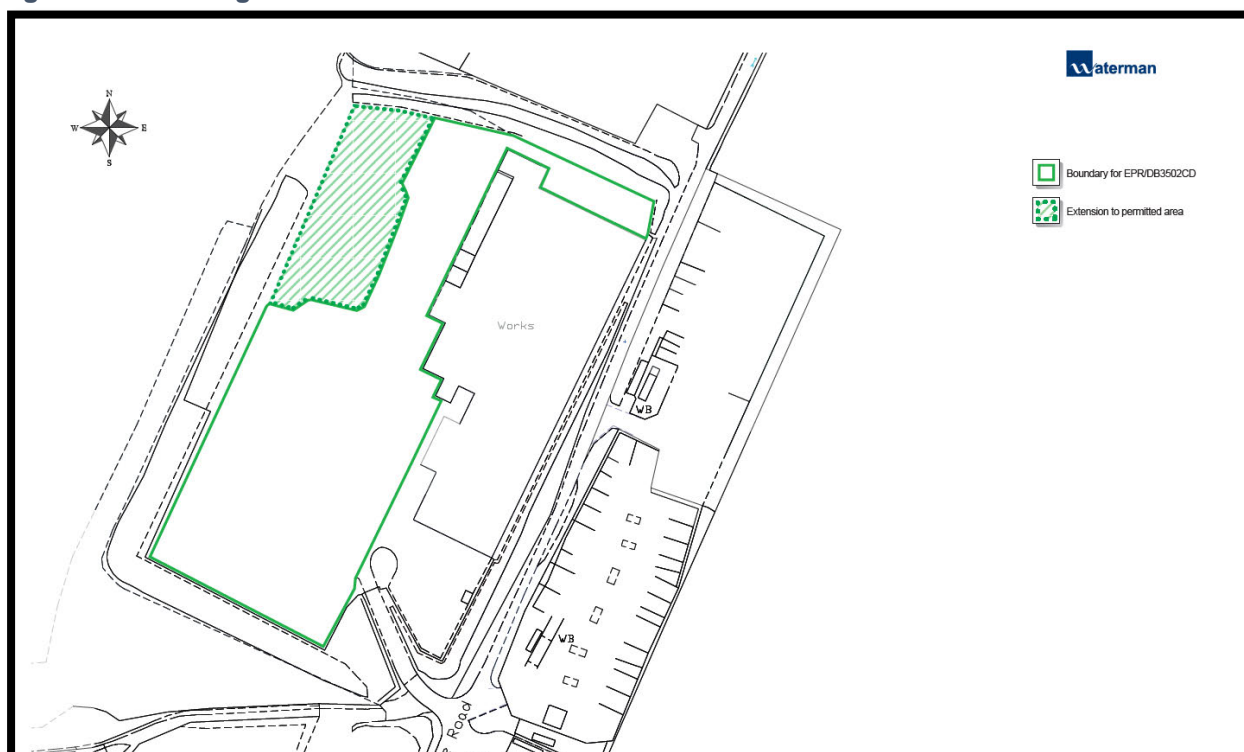 N
W E
S
Waterman
Boundary for EPR/DB3502CD
Extension to permitted area
Works
WB
WB
Road